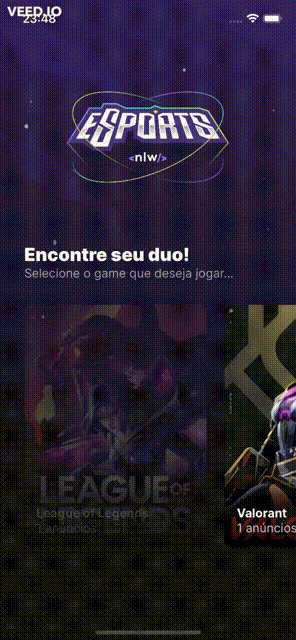 VEED.IO
23:48
eSPORTS
<nlw/>
Encontre seu duo!
Selecione o game que deseja jogar...
LEAGUE OF
LEGENDS
League of Legends
1 anúncios
Valorant
1 anúncios